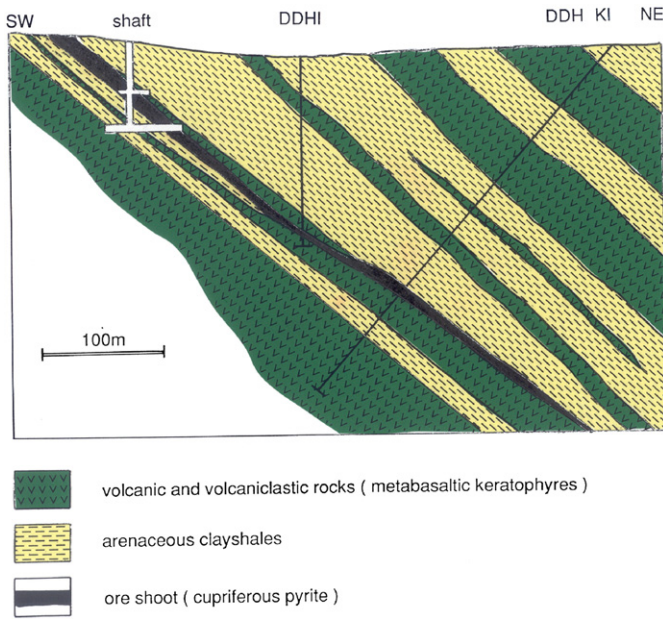 SW shaft DDHI DDH KI NE
100m
volcanic and volcaniclastic rocks ( metabasaltic keratophyres )
arenaceous clayshales
ore shoot ( cupriferous pyrite )